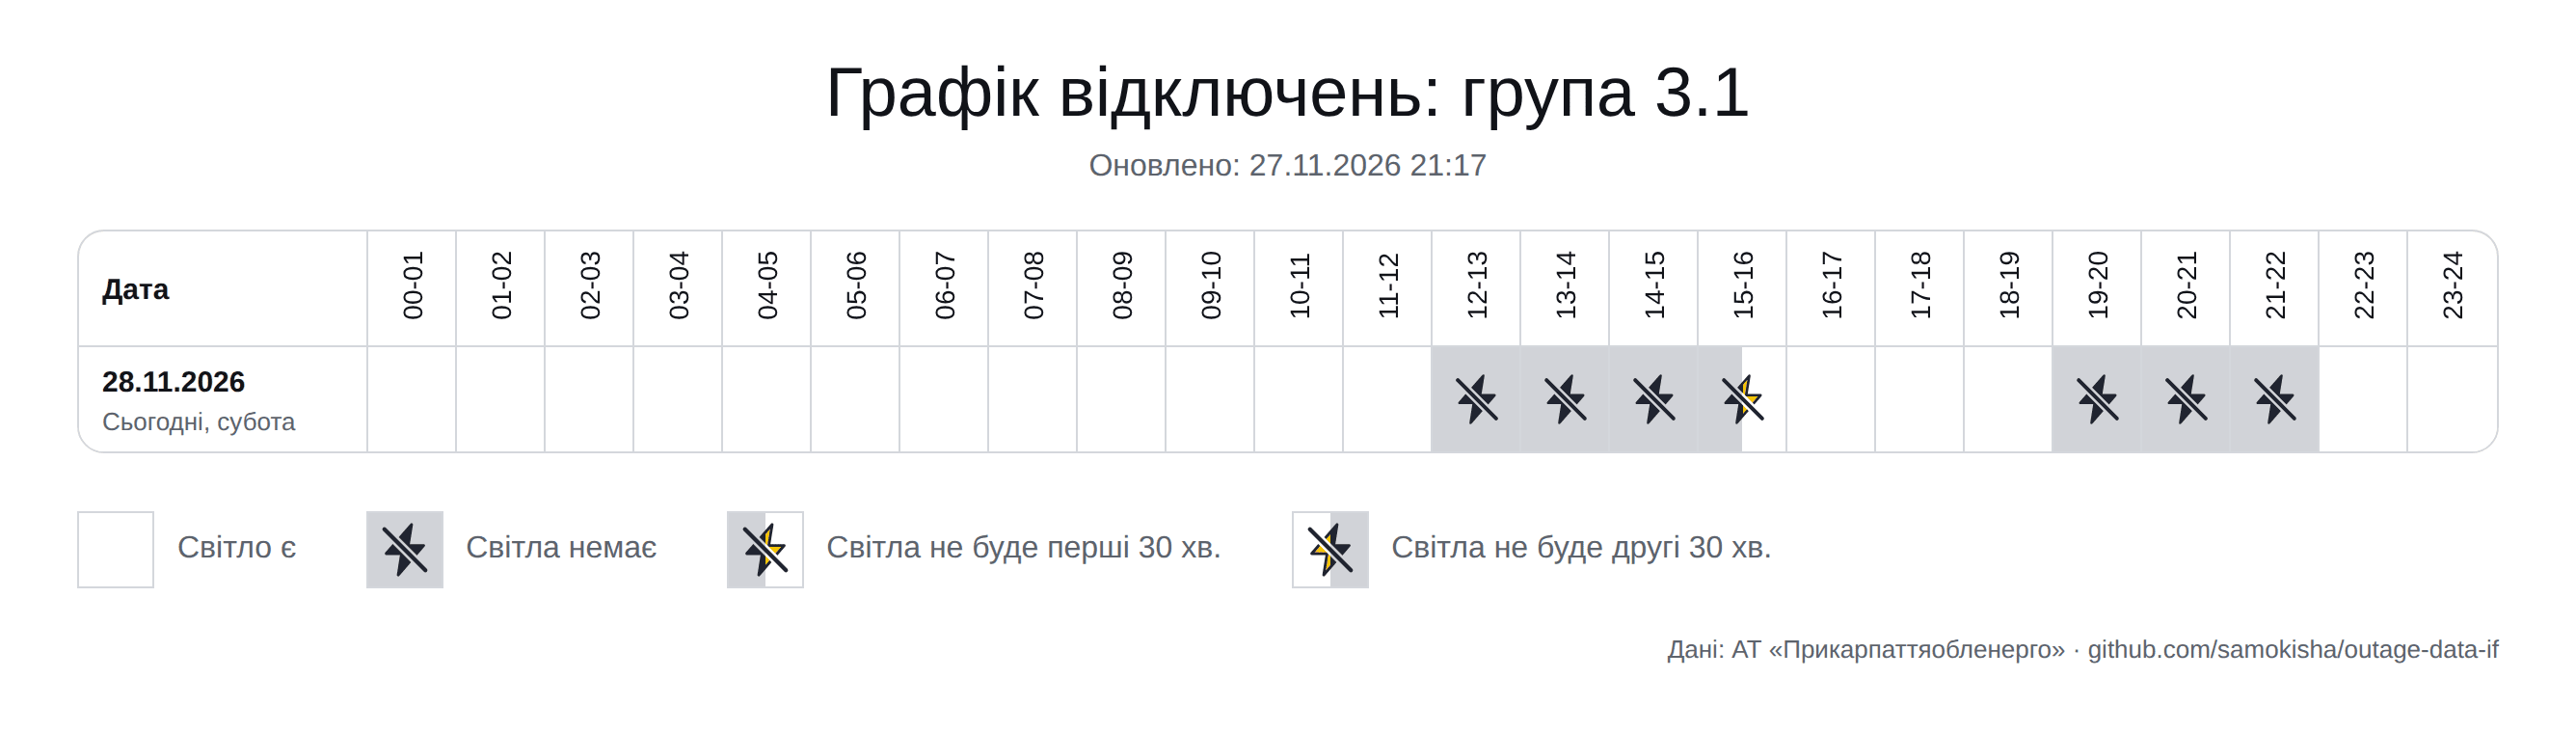 Графік відключень: група 3.1
Оновлено: 27.11.2026 21:17
Дата 00-01 01-02 02-03 03-04 04-05 05-06 06-07 07-08 08-09 09-10 10-11 11-12 12-13 13-14 14-15 15-16 16-17 17-18 18-19 19-20 20-21 21-22 22-23 23-24
28.11.2026
Сьогодні, субота
Світло є Світла немає Світла не буде перші 30 хв. Світла не буде другі 30 хв.
Дані: АТ «Прикарпаттяобленерго» · github.com/samokisha/outage-data-if